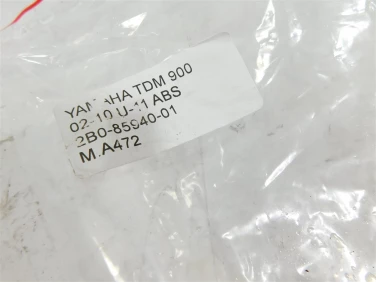 YAMAHA TDM 900
02-10 U-11 ABS
2B0-85940-01
M.A472